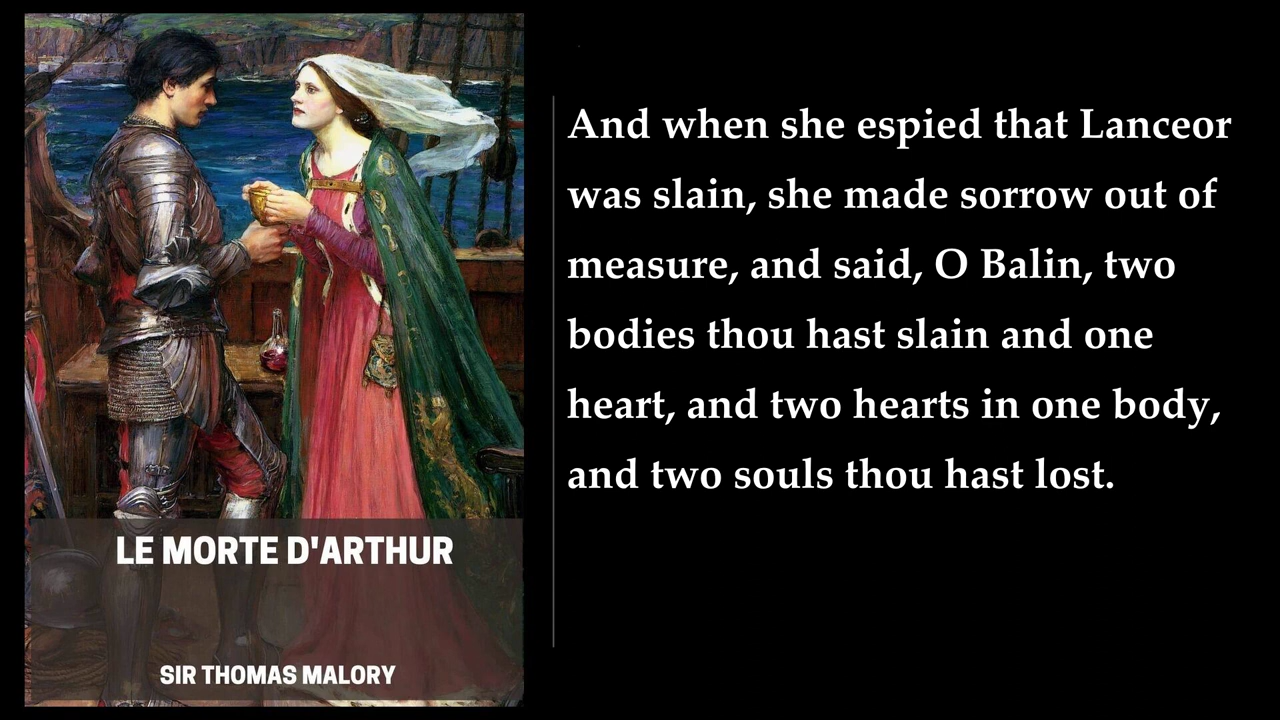 And when she espied that Lanceor
was slain, she made sorrow out of
measure, and said, O Balin, two
bodies thou hast slain and one
heart, and two hearts in one body,
and two souls thou hast lost.
LE MORTE D'ARTHUR
SIR THOMAS MALORY